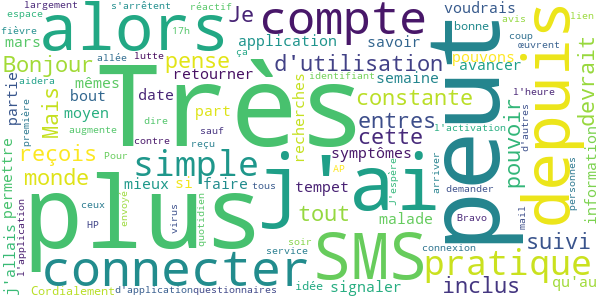 largement
s'arrêtent
réactif
Je
compte
voudrais
avis
lien
espace
17h
bonne
coup
œuvrent
fièvre
allée
lutte
ça
mars
alors
application
savoir
peut
depuis
Bonjour
pense
d'utilisation
pouvons
avancer
devrait
mêmes
retourner
identifiant
semaine
partie
Mais
bout
date
Très
recherches
constante
l'heure
aidera
moyen
part
entres
pouvoir
l'activation
d'autres
première
augmente
dire
sauf
cette
permettre
contre
reçu
reçois
Pour
simple
symptômes
information
monde
mieux
si
faire
tous
AP
j'ai
J'espère
arriver
demander
personnes
j'allais
l'application
plus
ceux
envoyé
virus
quotidien
tempet
tout
malade
Bravo
mail
HP
soir
SMS
connexion
suivi
connecter
service
pratique
Cordialement
d'applicationquestionnaires
idée
signaler
inclus
qu'au